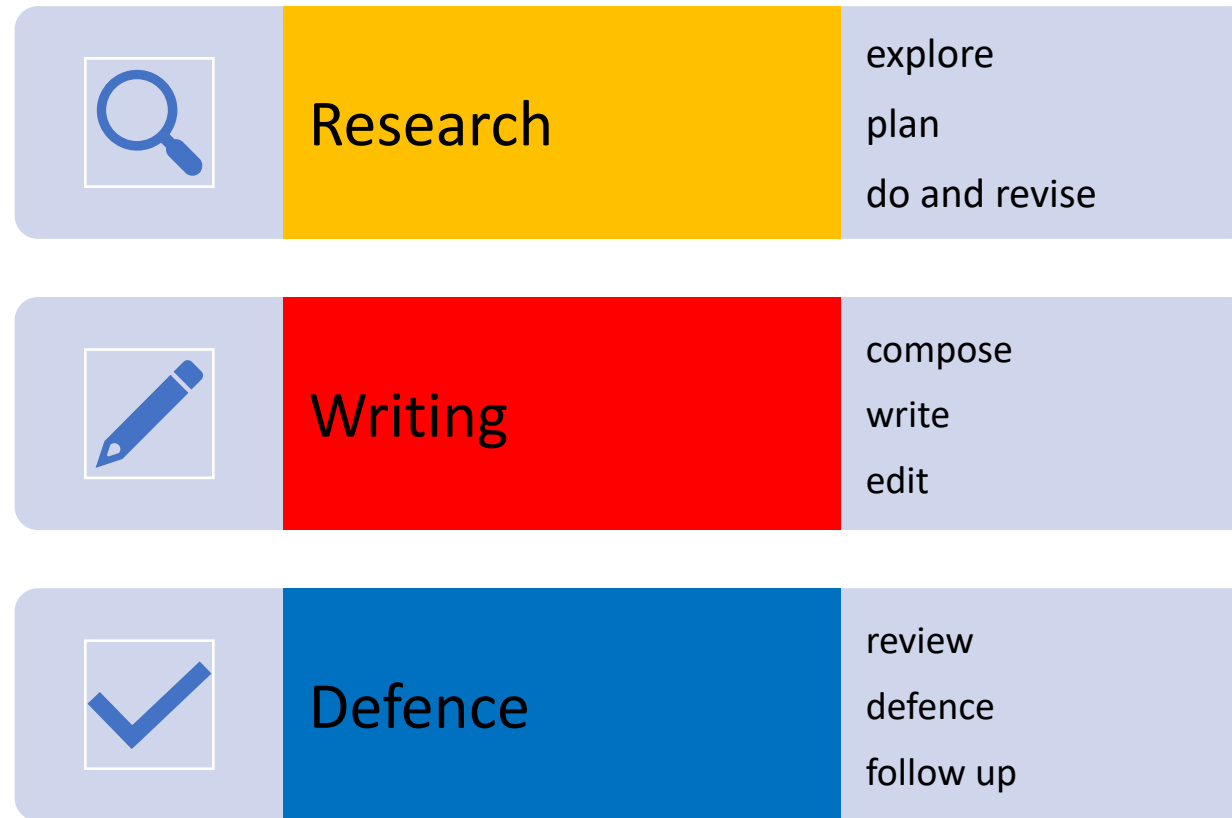 Research
explore
plan
do and revise
Writing
compose
write
edit
Defence
review
defence
follow up